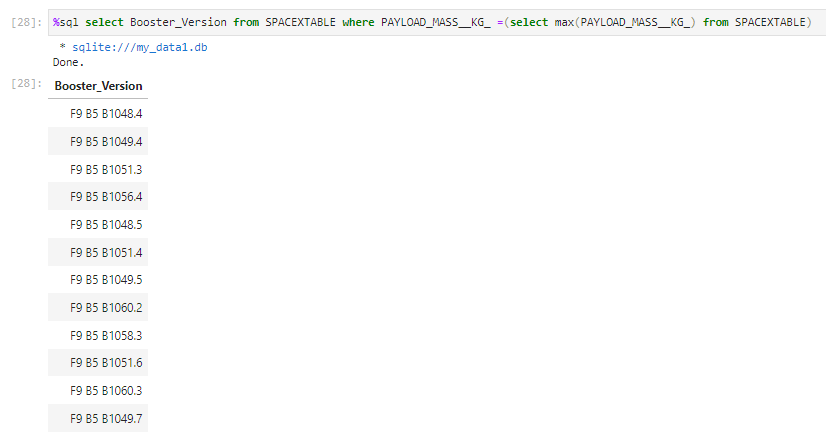 [28]: %sql select Booster_Version from SPACEXTABLE where PAYLOAD_MASS__KG_ =(select max(PAYLOAD_MASS__KG_) from SPACEXTABLE)
* sqlite:///my_data1.db
Done.
[28]: Booster_Version
F9 B5 B1048.4
F9 B5 B1049.4
F9 B5 B1051.3
F9 B5 B1056.4
F9 B5 B1048.5
F9 B5 B1051.4
F9 B5 B1049.5
F9 B5 B1060.2
F9 B5 B1058.3
F9 B5 B1051.6
F9 B5 B1060.3
F9 B5 B1049.7